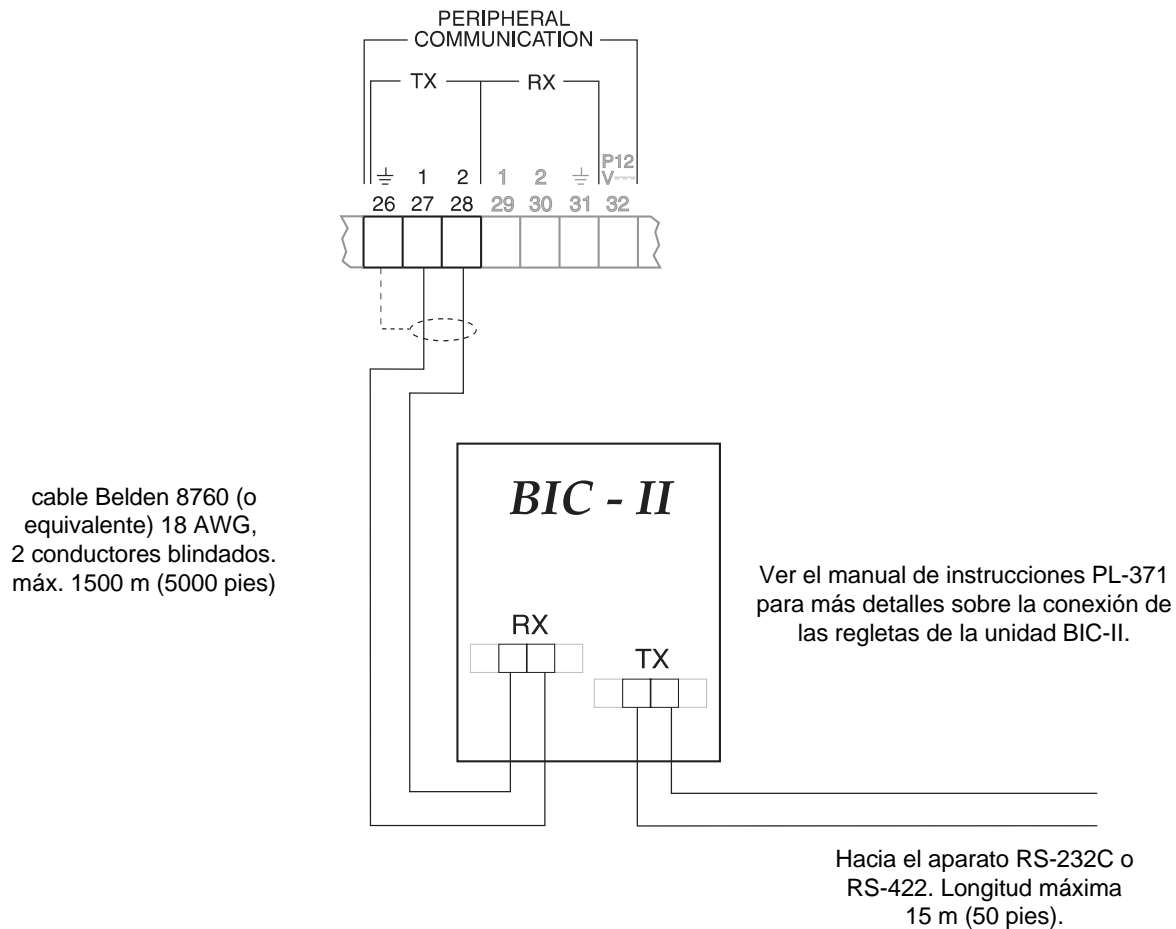 PERIPHERAL
COMMUNICATION
TX RX
1 2 1 2 P12
V
26 27 28 29 30 31 32
BIC - II
cable Belden 8760 (o
equivalente) 18 AWG,
2 conductores blindados.
máx. 1500 m (5000 pies)
Ver el manual de instrucciones PL-371
para más detalles sobre la conexión de
las regletas de la unidad BIC-II.
RX
TX
Hacia el aparato RS-232C o
RS-422. Longitud máxima
15 m (50 pies).